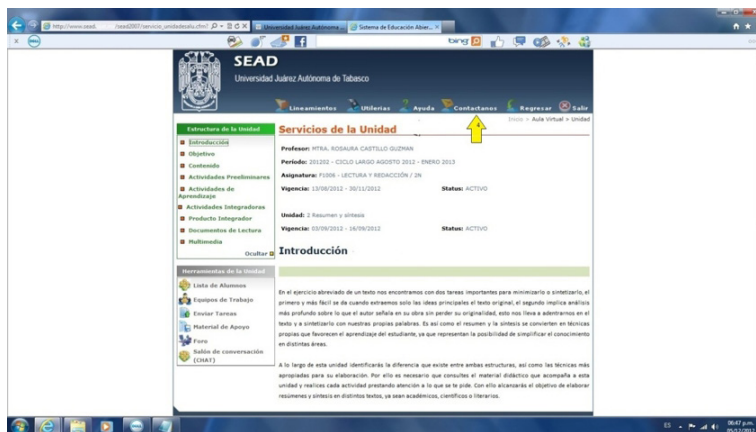 Universidad Juárez Autónoma ...
Sistema de Educación Abier...
bing
SEAD
Universidad Juárez Autónoma de Tabasco
Lineamientos Utilerias Ayuda Contactanos Regresar Salir
4
Inicio > Aula Virtual > Unidad
Estructura de la Unidad
Introducción
Objetivo
Contenido
Actividades Preeliminares
Actividades de
Aprendizaje
Actividades Integradoras
Producto Integrador
Documentos de Lectura
Multimedia
Ocultar
Herramientas de la Unidad
Lista de Alumnos
Equipos de Trabajo
Enviar Tareas
Material de Apoyo
Foro
Salón de conversación
(CHAT)
Servicios de la Unidad
Profesor: MTRA. ROSAURA CASTILLO GUZMAN
Periodo: 201202 - CICLO LARGO AGOSTO 2012 - ENERO 2013
Asignatura: F1006 - LECTURA Y REDACCIÓN / 2N
Vigencia: 13/08/2012 - 30/11/2012 Status: ACTIVO
Unidad: 2 Resumen y síntesis
Vigencia: 03/09/2012 - 16/09/2012 Status: ACTIVO
Introducción
En el ejercicio abreviado de un texto nos encontramos con dos tareas importantes para minimizarlo o sintetizarlo, el
primero y más fácil se da cuando extraemos solo las ideas principales el texto original, el segundo implica análisis
más profundo sobre lo que el autor señala en su obra sin perder su originalidad, esto nos lleva a adentrarnos en el
texto y a sintetizarlo con nuestras propias palabras. Es así como el resumen y la síntesis se convierten en técnicas
propias que favorecen el aprendizaje del estudiante, ya que representan la posibilidad de simplificar el conocimiento
en distintas áreas.
A lo largo de esta unidad identificarás la diferencia que existe entre ambas estructuras, así como las técnicas más
apropiadas para su elaboración. Por ello es necesario que consultes el material didáctico que acompaña a esta
unidad y realices cada actividad prestando atención a lo que se te pide. Con ello alcanzarás el objetivo de elaborar
resúmenes y síntesis en distintos textos, ya sean académicos, científicos o literarios.
ES
08:47 p.m.